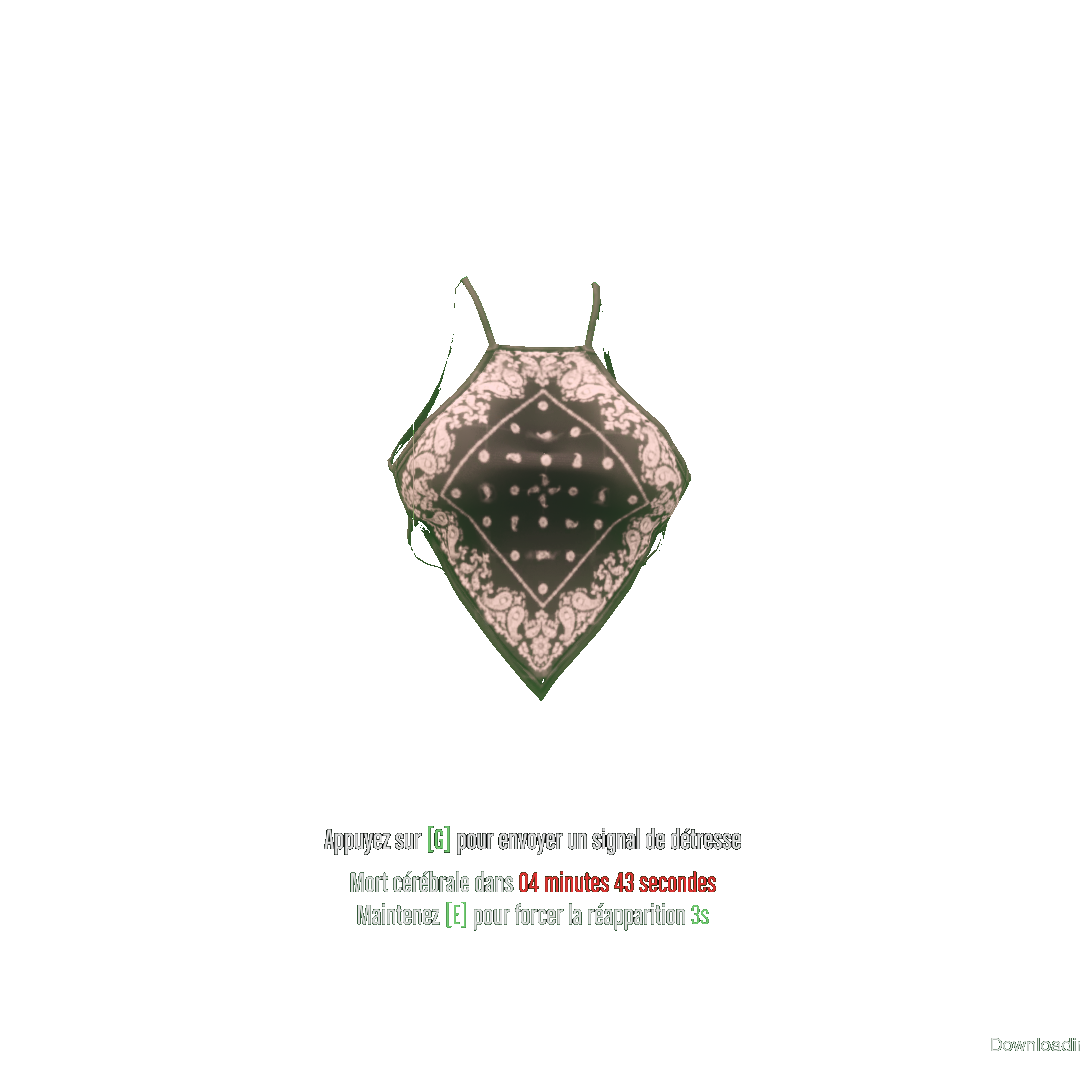 Appuyez sur [G] pour envoyer un signal de détresse
Mort cérébrale dans 04 minutes 43 secondes
Maintenez [E] pour forcer la réapparition 3s